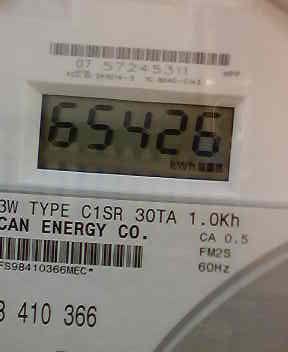 07 57245311
65426
kWh
3W TYPE C1SR 30TA 1.0Kh
CAN ENERGY CO.
CA 0.5
FM2S
60Hz
FS98410366MEC*
3 410 366